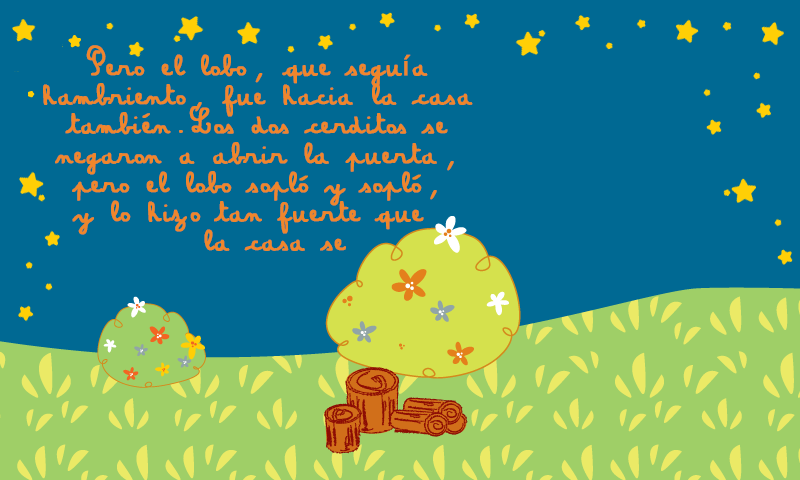 Pero el lobo, que seguía
hambriento, fue hacia la casa
también. Los dos cerditos se
negaron a abrir la puerta,
pero el lobo sopló y sopló,
y lo hizo tan fuerte que
la casa se